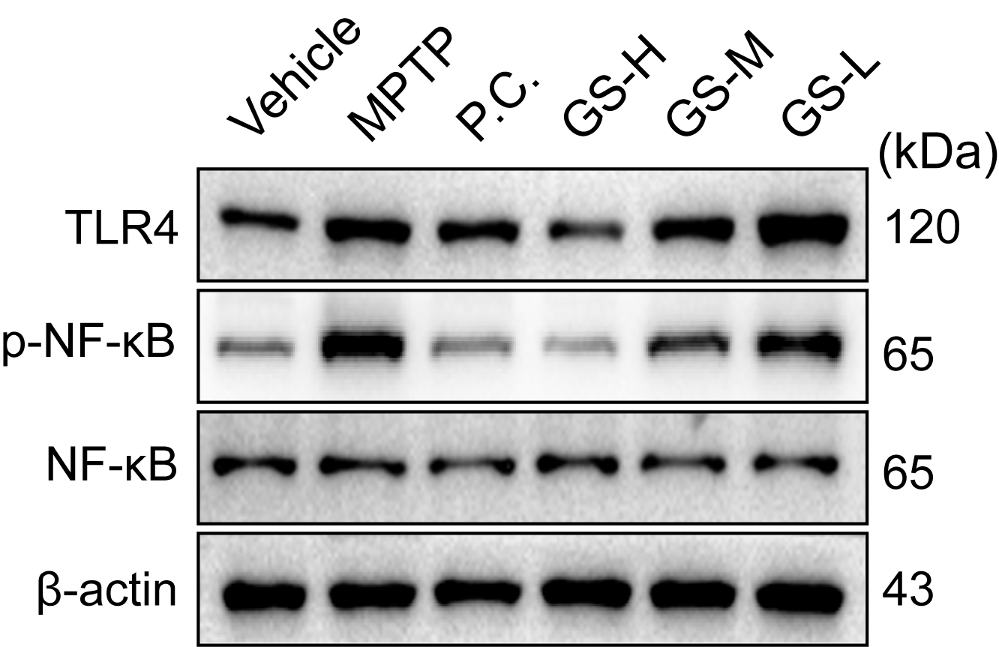 Vehicle MPTP P.C. GS-H GS-M GS-L
(kDa)
TLR4 120
p-NF-κB 65
NF-κB 65
β-actin 43